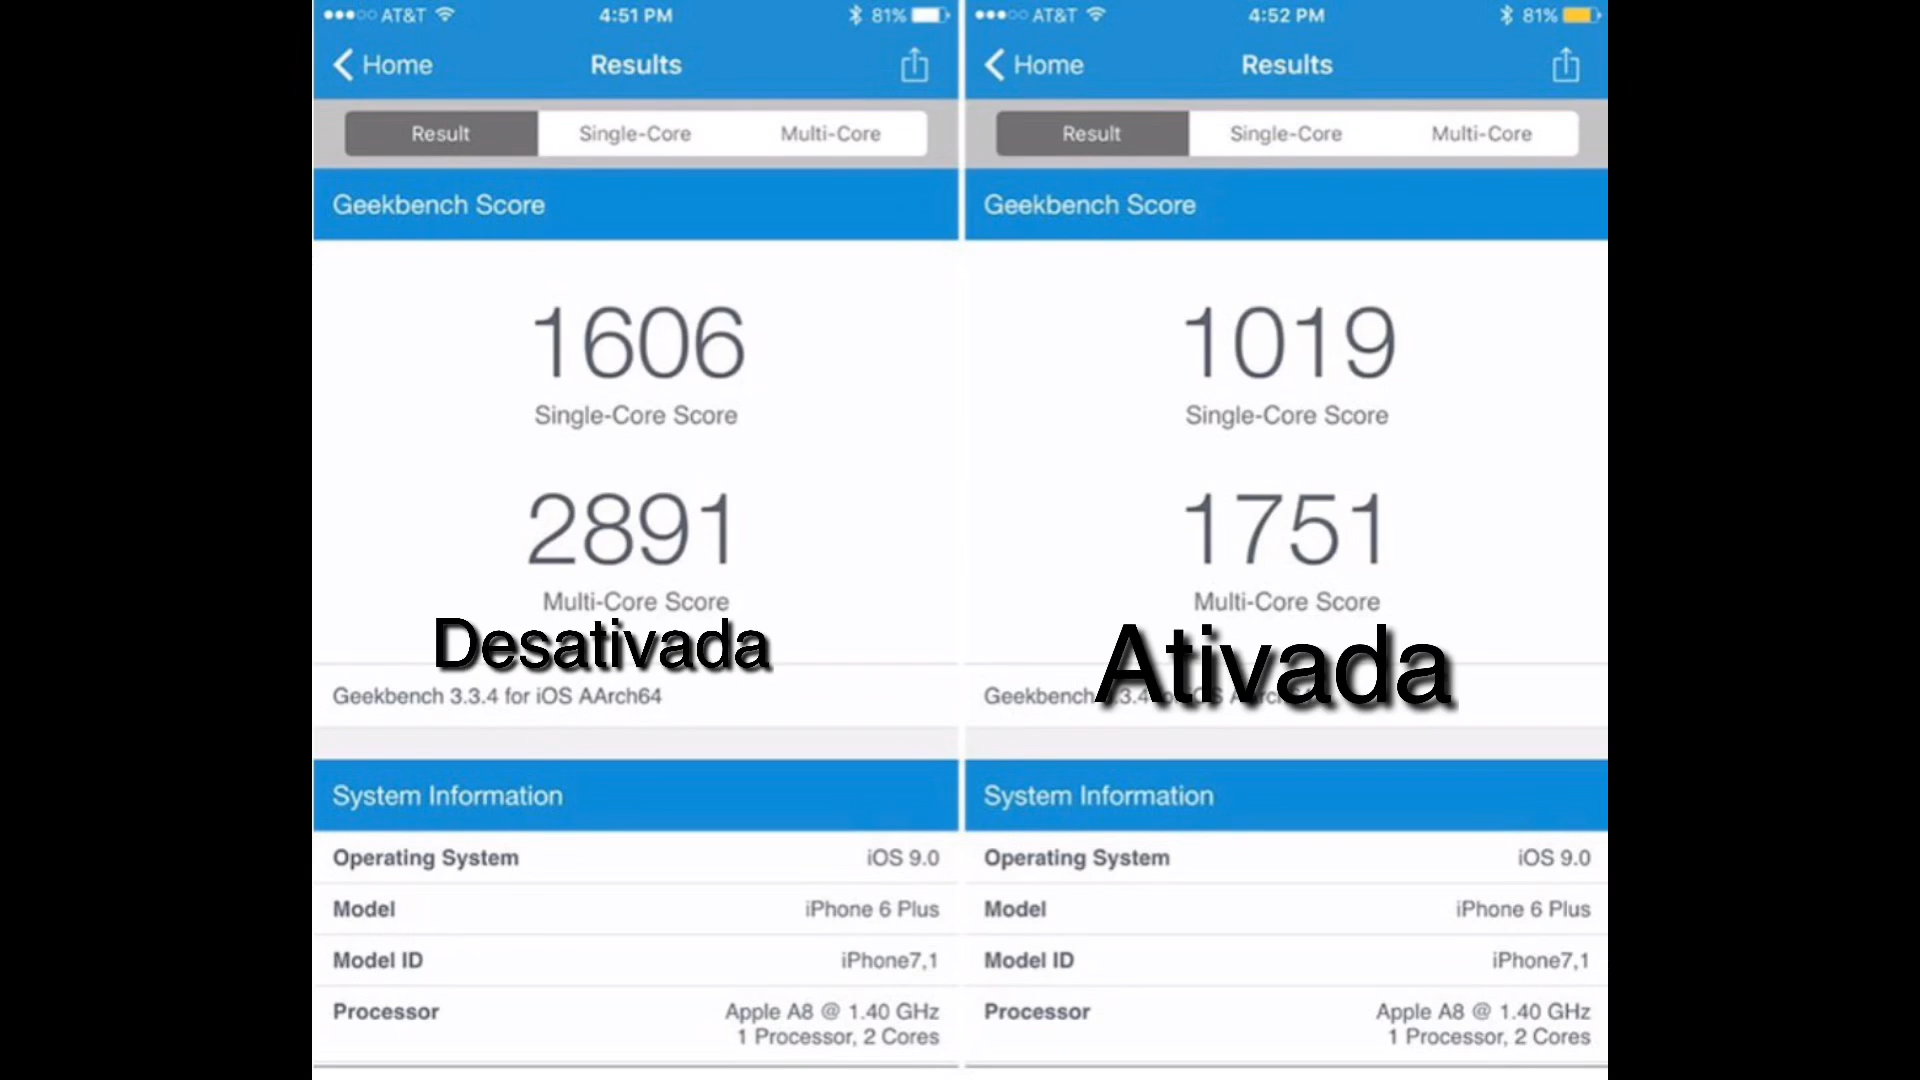 AT&T 4:51 PM 81%
Home Results
Result Single-Core Multi-Core
Geekbench Score
1606
Single-Core Score
2891
Multi-Core Score
Desativada
Geekbench 3.3.4 for iOS AArch64
System Information
Operating System iOS 9.0
Model iPhone 6 Plus
Model ID iPhone7,1
Processor Apple A8 @ 1.40 GHz
1 Processor, 2 Cores
AT&T 4:52 PM 81%
Home Results
Result Single-Core Multi-Core
Geekbench Score
1019
Single-Core Score
1751
Multi-Core Score
Ativada
Geekbench
System Information
Operating System iOS 9.0
Model iPhone 6 Plus
Model ID iPhone7,1
Processor Apple A8 @ 1.40 GHz
1 Processor, 2 Cores